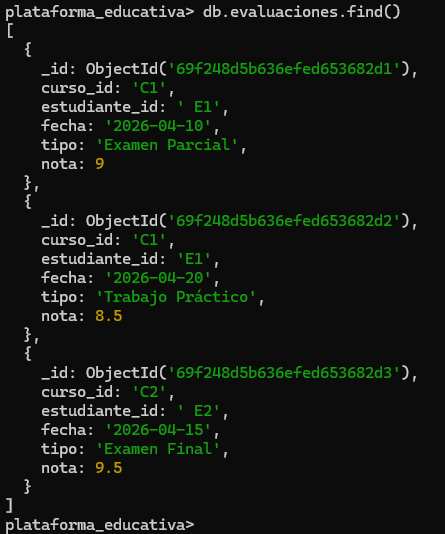 plataforma_educativa> db.evaluaciones.find()
[
  {
    _id: ObjectId('69f248d5b636efed653682d1'),
    curso_id: 'C1',
    estudiante_id: ' E1',
    fecha: '2026-04-10',
    tipo: 'Examen Parcial',
    nota: 9
  },
  {
    _id: ObjectId('69f248d5b636efed653682d2'),
    curso_id: 'C1',
    estudiante_id: 'E1',
    fecha: '2026-04-20',
    tipo: 'Trabajo Práctico',
    nota: 8.5
  },
  {
    _id: ObjectId('69f248d5b636efed653682d3'),
    curso_id: 'C2',
    estudiante_id: ' E2',
    fecha: '2026-04-15',
    tipo: 'Examen Final',
    nota: 9.5
  }
]
plataforma_educativa>